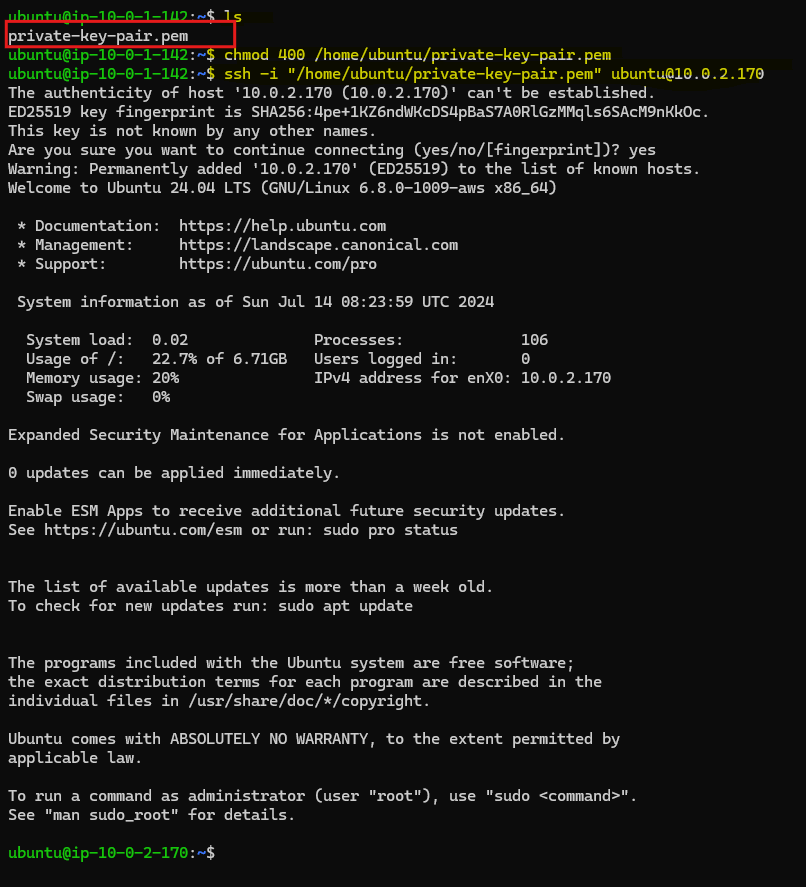 ubuntu@ip-10-0-1-142:~$ ls
private-key-pair.pem
ubuntu@ip-10-0-1-142:~$ chmod 400 /home/ubuntu/private-key-pair.pem
ubuntu@ip-10-0-1-142:~$ ssh -i "/home/ubuntu/private-key-pair.pem" ubuntu@10.0.2.170
The authenticity of host '10.0.2.170 (10.0.2.170)' can't be established.
ED25519 key fingerprint is SHA256:4pe+1KZ6ndWKcDS4pBaS7A0RlGzMMqls6SAcM9nKkOc.
This key is not known by any other names.
Are you sure you want to continue connecting (yes/no/[fingerprint])? yes
Warning: Permanently added '10.0.2.170' (ED25519) to the list of known hosts.
Welcome to Ubuntu 24.04 LTS (GNU/Linux 6.8.0-1009-aws x86_64)
 * Documentation:  https://help.ubuntu.com
 * Management:     https://landscape.canonical.com
 * Support:        https://ubuntu.com/pro
 System information as of Sun Jul 14 08:23:59 UTC 2024
  System load:  0.02              Processes:             106
  Usage of /:   22.7% of 6.71GB   Users logged in:       0
  Memory usage: 20%               IPv4 address for enX0: 10.0.2.170
  Swap usage:   0%
Expanded Security Maintenance for Applications is not enabled.
0 updates can be applied immediately.
Enable ESM Apps to receive additional future security updates.
See https://ubuntu.com/esm or run: sudo pro status
The list of available updates is more than a week old.
To check for new updates run: sudo apt update
The programs included with the Ubuntu system are free software;
the exact distribution terms for each program are described in the
individual files in /usr/share/doc/*/copyright.
Ubuntu comes with ABSOLUTELY NO WARRANTY, to the extent permitted by
applicable law.
To run a command as administrator (user "root"), use "sudo <command>".
See "man sudo_root" for details.
ubuntu@ip-10-0-2-170:~$